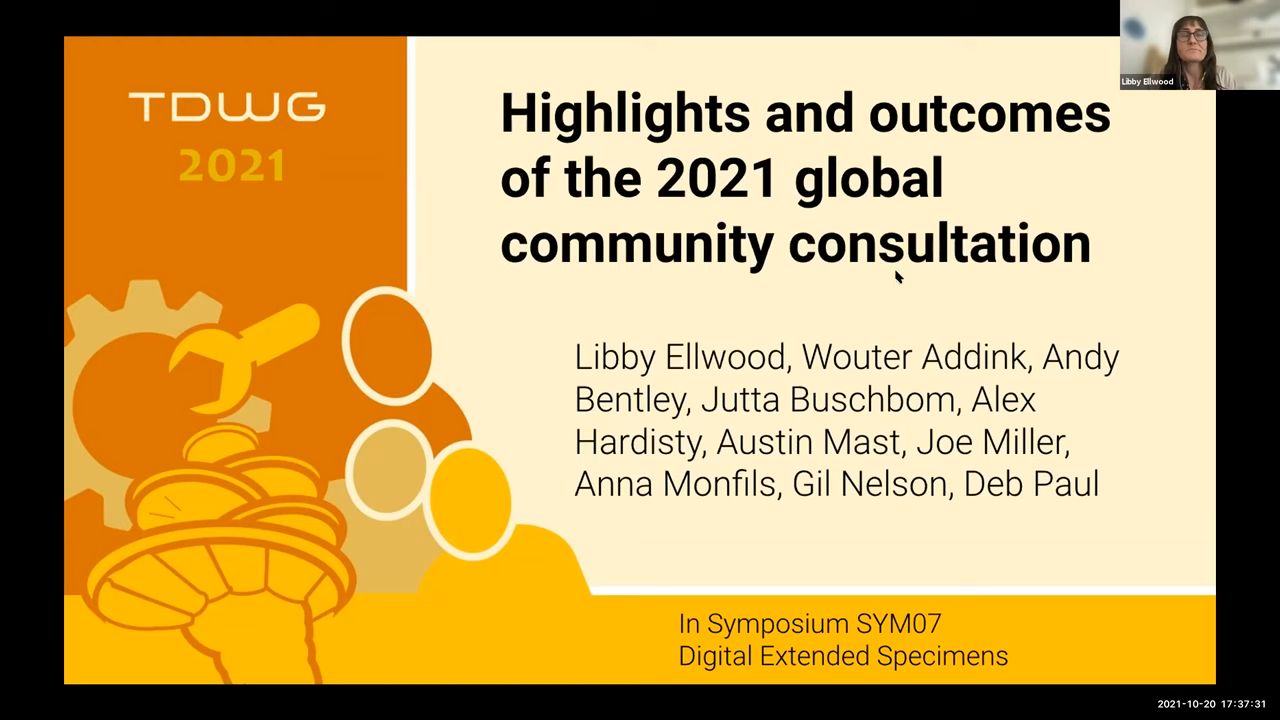 TDWG
2021
Highlights and outcomes
of the 2021 global
community consultation
Libby Ellwood, Wouter Addink, Andy
Bentley, Jutta Buschbom, Alex
Hardisty, Austin Mast, Joe Miller,
Anna Monfils, Gil Nelson, Deb Paul
In Symposium SYM07
Digital Extended Specimens
Libby Ellwood
2021-10-20 17:37:31